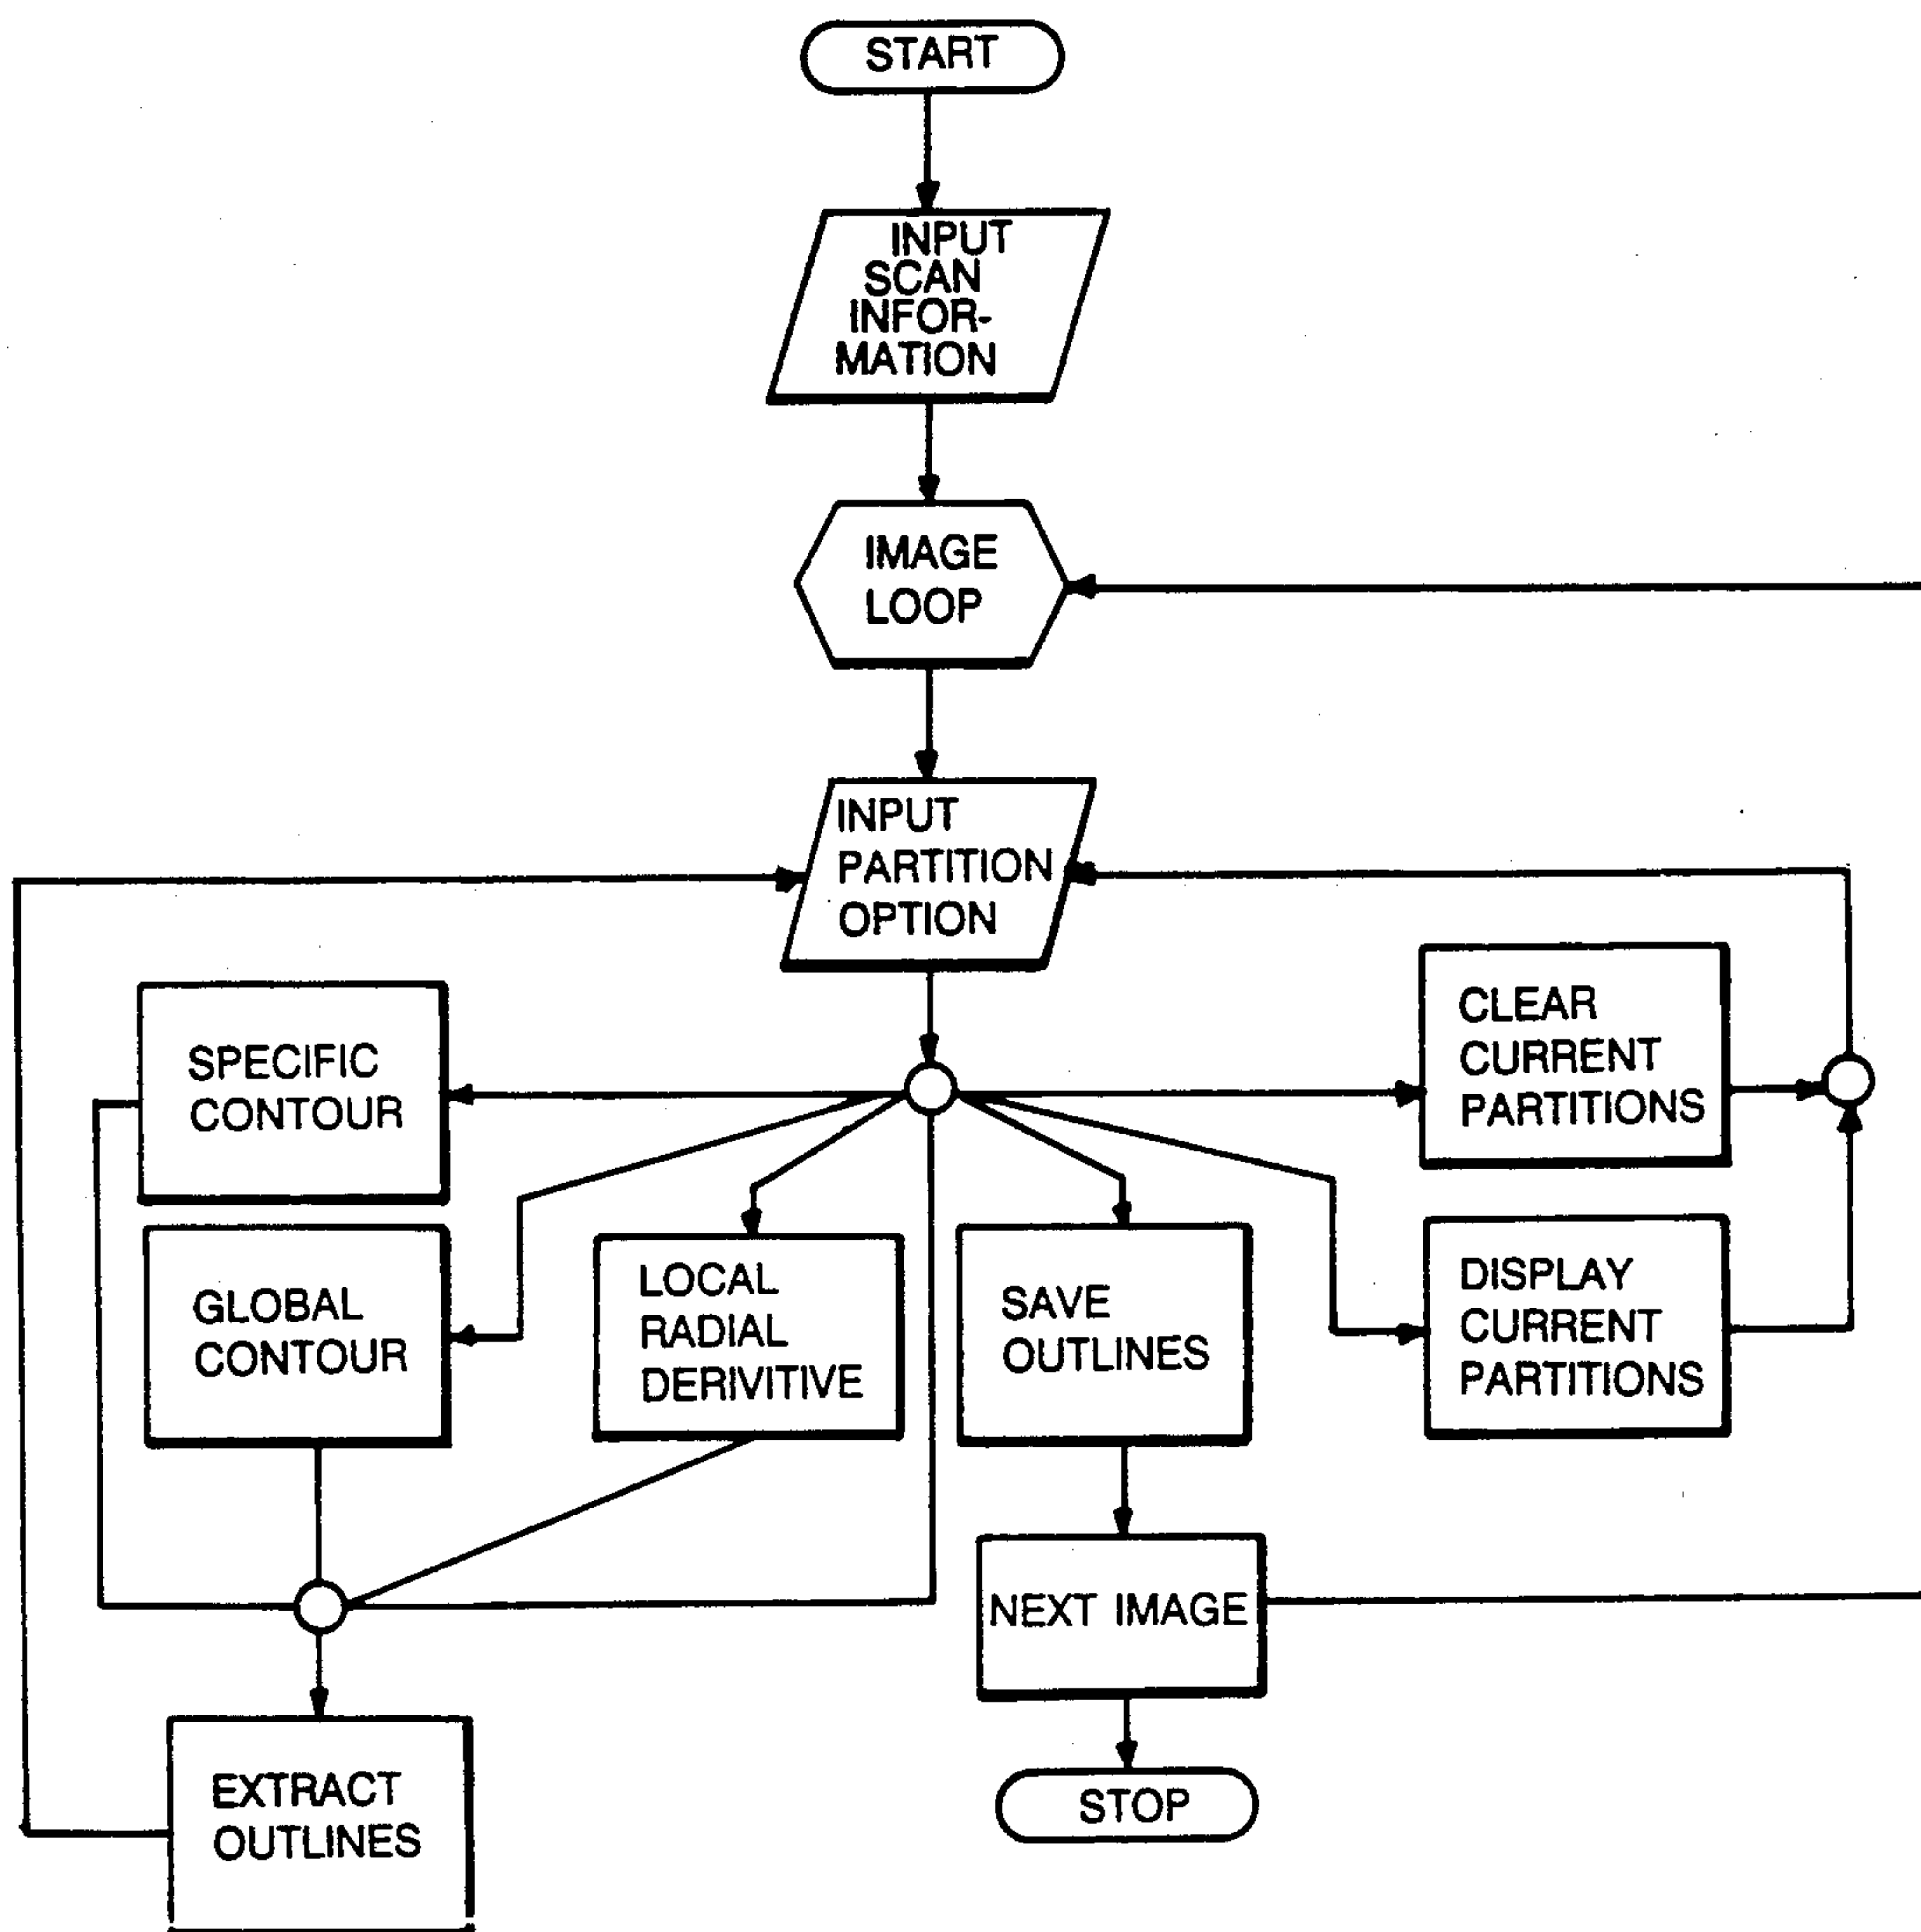 START
INPUT
SCAN
INFOR-
MATION
IMAGE
LOOP
INPUT
PARTITION
OPTION
SPECIFIC
CONTOUR
CLEAR
CURRENT
PARTITIONS
GLOBAL
CONTOUR
LOCAL
RADIAL
DERIVITIVE
SAVE
OUTLINES
DISPLAY
CURRENT
PARTITIONS
NEXT IMAGE
EXTRACT
OUTLINES
STOP